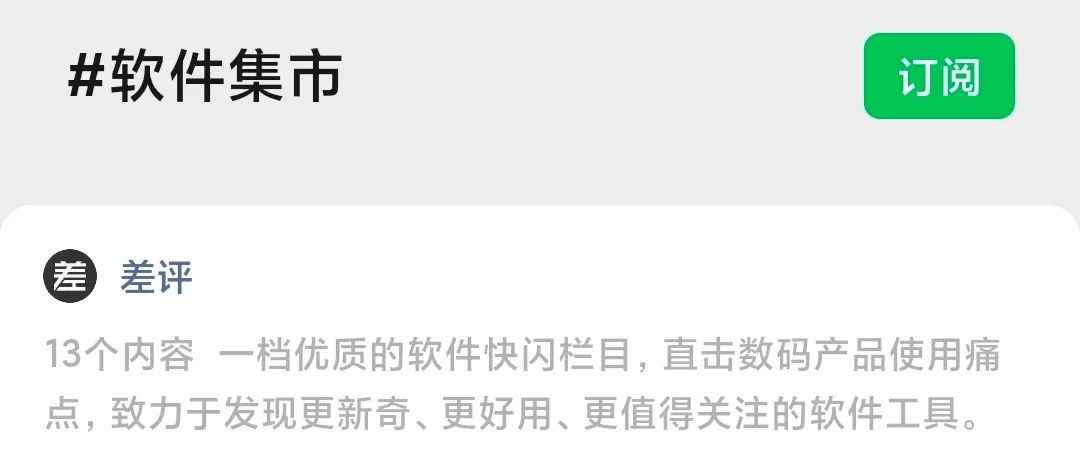 #软件集市
订阅
差 差评
13个内容 一档优质的软件快闪栏目，直击数码产品使用痛
点，致力于发现更新奇、更好用、更值得关注的软件工具。